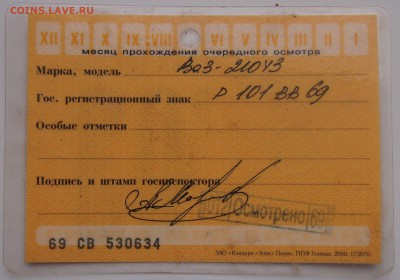 COINS.LAVE.RU
XII XI X IX VIII VII VI V IV III II I
месяц прохождения очередного осмотра
Марка, модель ВАЗ-21043
Гос. регистрационный знак Р 101 ВВ 69
Особые отметки
Подпись и штамп госинспектора
Осмотрено 69
69 СВ 530634